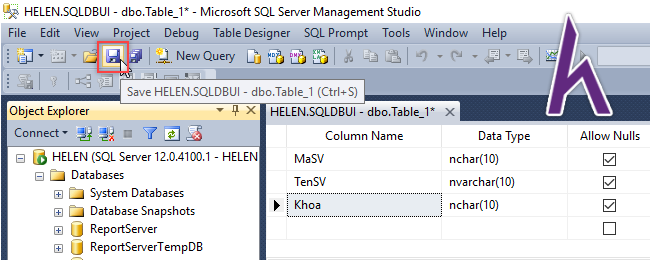 HELEN.SQLDBUI - dbo.Table_1* - Microsoft SQL Server Management Studio
File Edit View Project Debug Table Designer SQL Prompt Tools Window Help
New Query MDX DMX XMLA
Save HELEN.SQLDBUI - dbo.Table_1 (Ctrl+S)
Object Explorer
Connect
HELEN (SQL Server 12.0.4100.1 - HELEN
Databases
System Databases
Database Snapshots
ReportServer
ReportServerTempDB
HELEN.SQLDBUI - dbo.Table_1*
Column Name Data Type Allow Nulls
MaSV nchar(10)
TenSV nvarchar(10)
Khoa nchar(10)
h